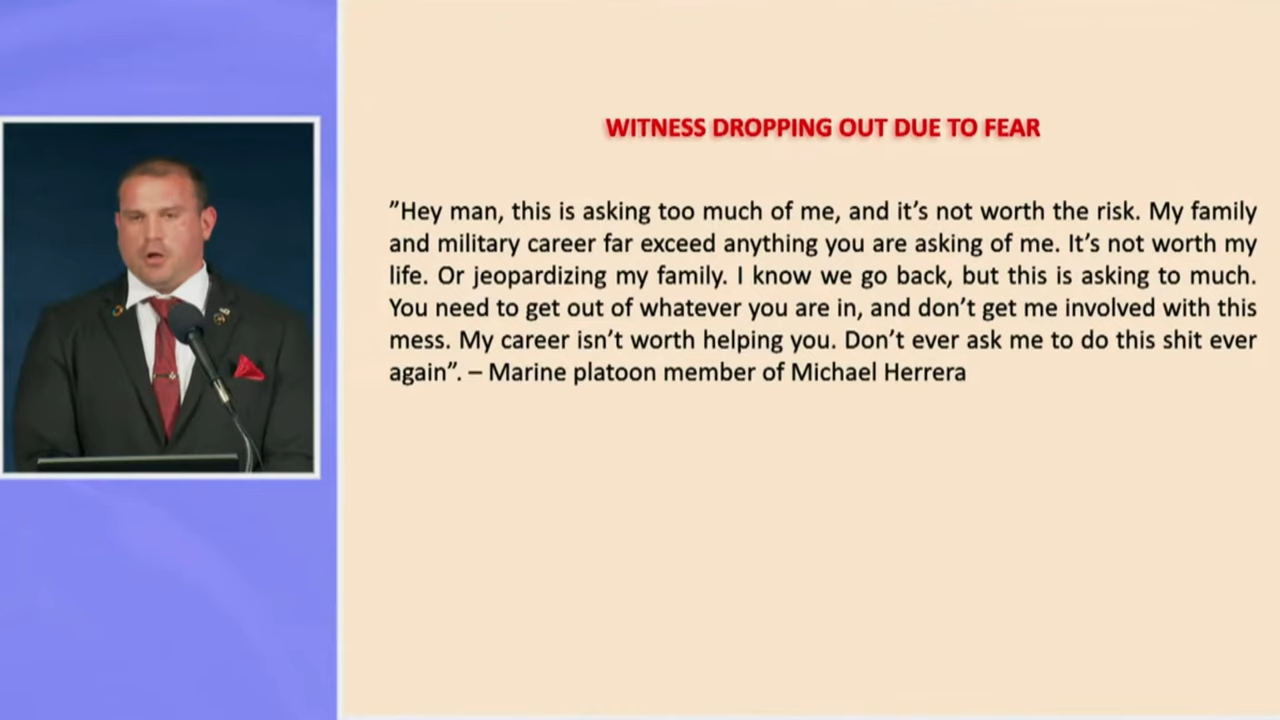 WITNESS DROPPING OUT DUE TO FEAR
”Hey man, this is asking too much of me, and it’s not worth the risk. My family
and military career far exceed anything you are asking of me. It’s not worth my
life. Or jeopardizing my family. I know we go back, but this is asking to much.
You need to get out of whatever you are in, and don’t get me involved with this
mess. My career isn’t worth helping you. Don’t ever ask me to do this shit ever
again”. – Marine platoon member of Michael Herrera